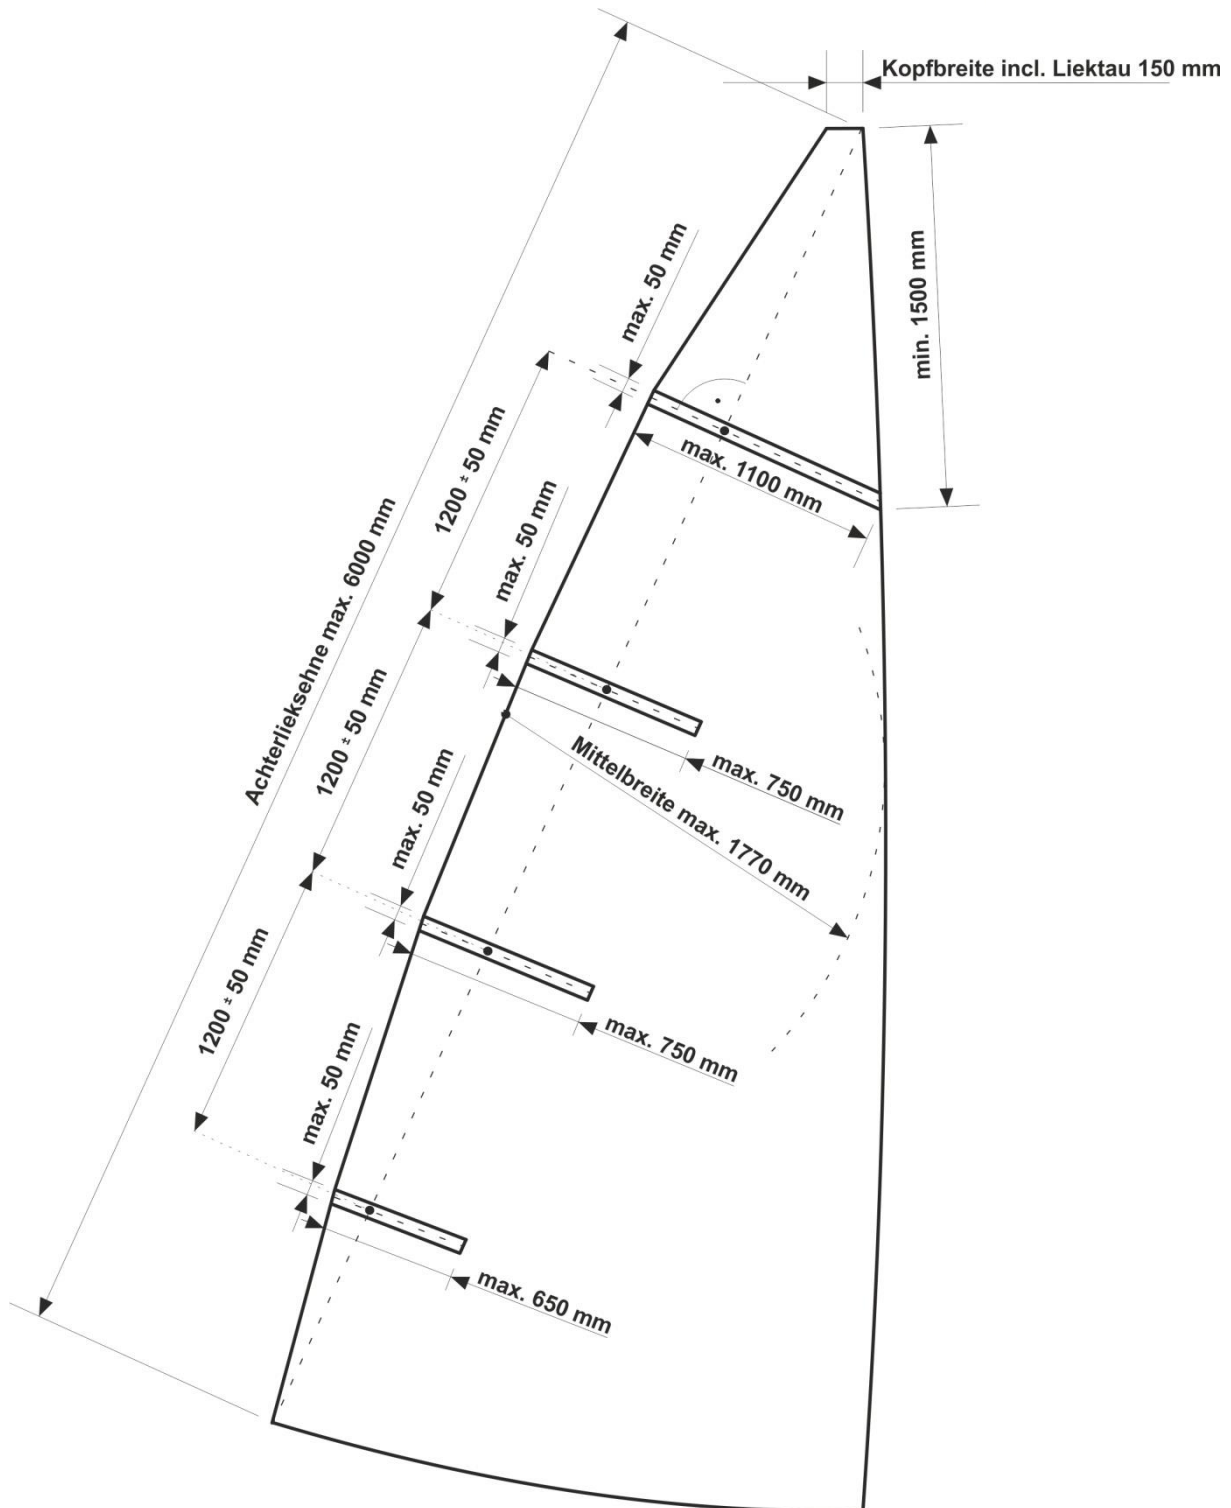 Kopfbreite incl. Liektau 150 mm
max. 50 mm
min. 1500 mm
1200 ± 50 mm
max. 1100 mm
max. 50 mm
Achterlieksehne max. 6000 mm
1200 ± 50 mm
max. 750 mm
Mittelbreite max. 1770 mm
max. 50 mm
1200 ± 50 mm
max. 750 mm
max. 50 mm
max. 650 mm